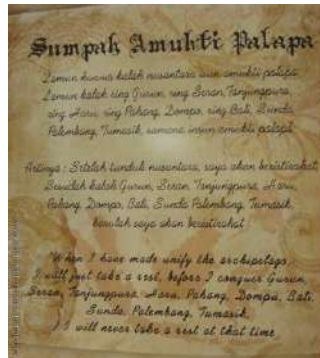 Sumpah Amukti Palapa
Lamun huwus kalah nusantara isun amukti palapa
Lamun kalah ring Gurun, ring Seran, Tanjungpura,
ring Haru, ring Pahang, Dompo, ring Bali, Sunda,
Palembang, Tumasik, samana insun amukti palapa
Artinya : Setelah tunduk nusantara, saya akan beristirahat
Sesudah kalah Gurun, Seran, Tanjungpura, Haru,
Pahang, Dompo, Bali, Sunda Palembang, Tumasik,
barulah saya akan beristirahat
When I have made unify the archipelago,
I will just take a rest, before I conquer Gurun,
Seran, Tanjungpura, Haru, Pahang, Dompu, Bali,
Sunda, Palembang, Tumasik,
I will never take a rest at that time